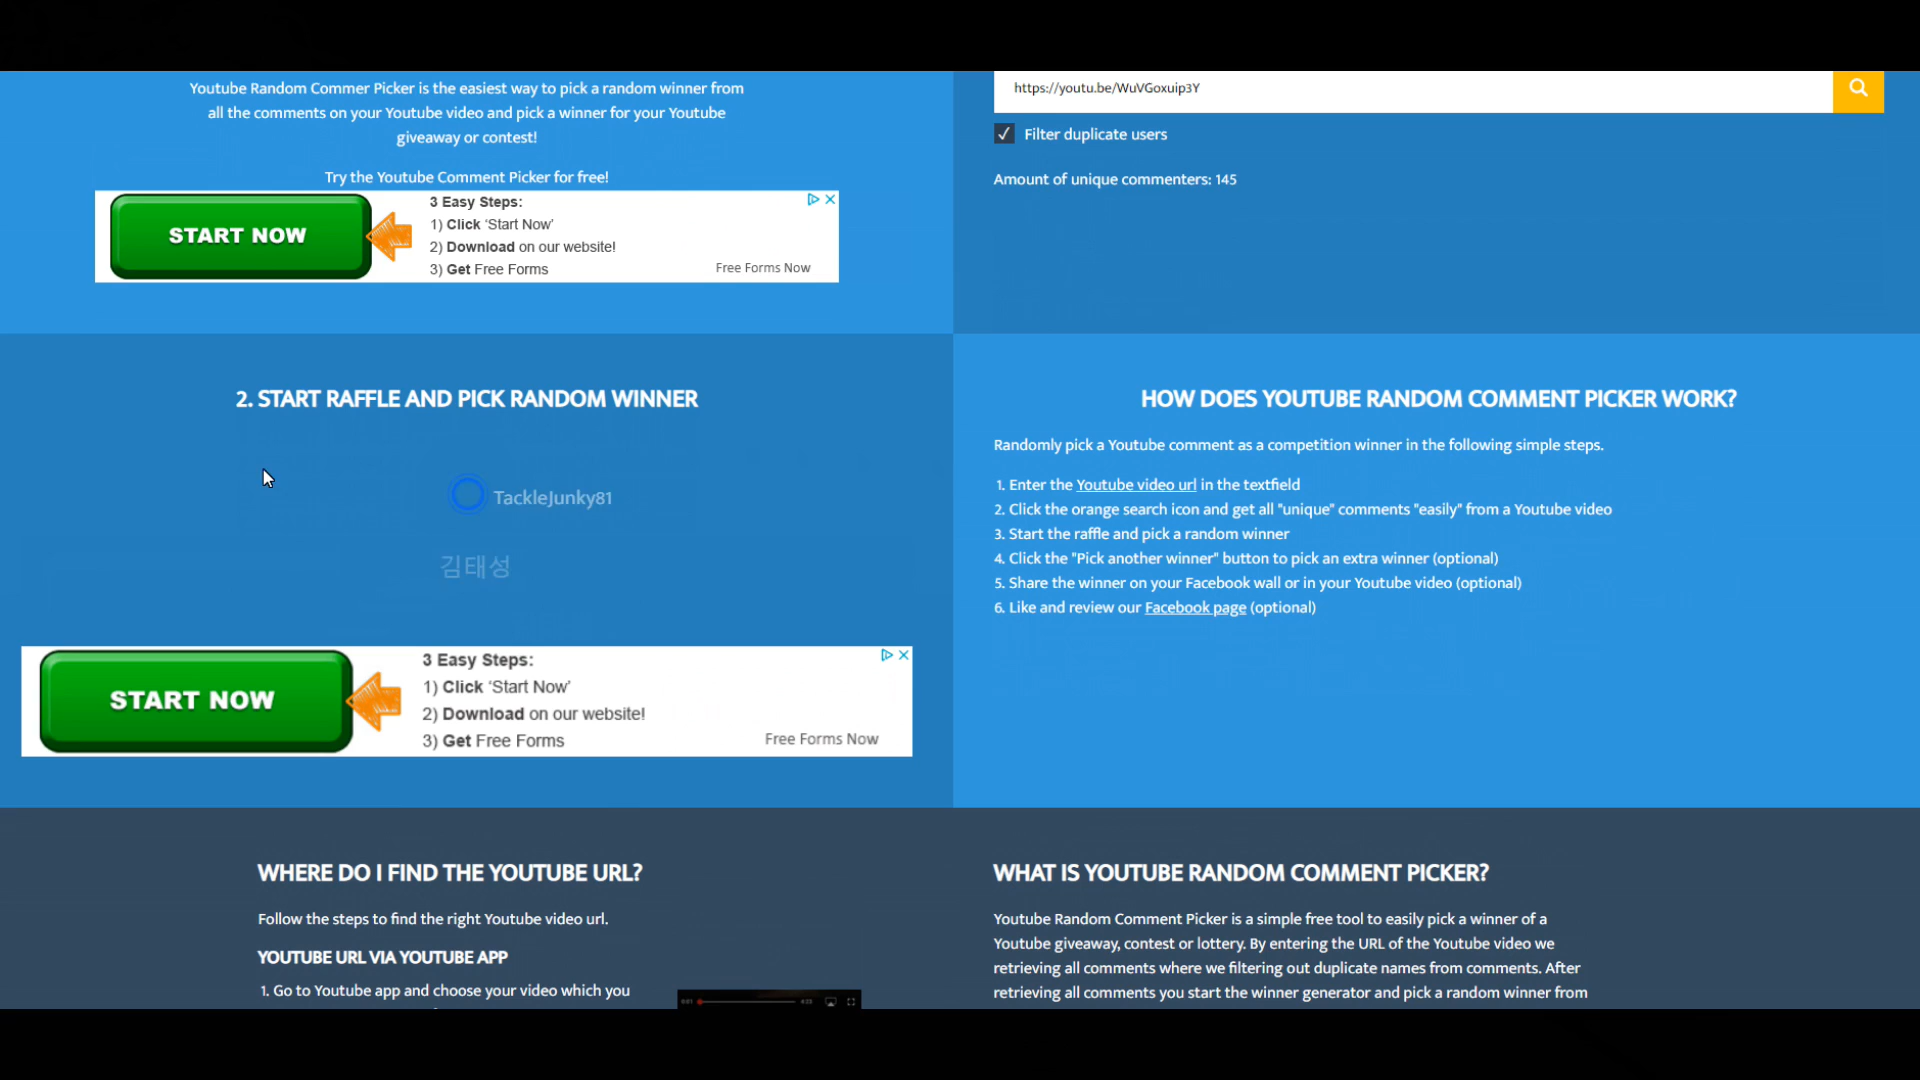 Youtube Random Commer Picker is the easiest way to pick a random winner from
all the comments on your Youtube video and pick a winner for your Youtube
giveaway or contest!
Try the Youtube Comment Picker for free!
START NOW
3 Easy Steps:
1) Click ‘Start Now’
2) Download on our website!
3) Get Free Forms
Free Forms Now
https://youtu.be/WuVGoxuip3Y
Filter duplicate users
Amount of unique commenters: 145
2. START RAFFLE AND PICK RANDOM WINNER
TackleJunky81
김태성
START NOW
3 Easy Steps:
1) Click ‘Start Now’
2) Download on our website!
3) Get Free Forms
Free Forms Now
HOW DOES YOUTUBE RANDOM COMMENT PICKER WORK?
Randomly pick a Youtube comment as a competition winner in the following simple steps.
1. Enter the Youtube video url in the textfield
2. Click the orange search icon and get all "unique" comments "easily" from a Youtube video
3. Start the raffle and pick a random winner
4. Click the "Pick another winner" button to pick an extra winner (optional)
5. Share the winner on your Facebook wall or in your Youtube video (optional)
6. Like and review our Facebook page (optional)
WHERE DO I FIND THE YOUTUBE URL?
Follow the steps to find the right Youtube video url.
YOUTUBE URL VIA YOUTUBE APP
1. Go to Youtube app and choose your video which you
WHAT IS YOUTUBE RANDOM COMMENT PICKER?
Youtube Random Comment Picker is a simple free tool to easily pick a winner of a
Youtube giveaway, contest or lottery. By entering the URL of the Youtube video we
retrieving all comments where we filtering out duplicate names from comments. After
retrieving all comments you start the winner generator and pick a random winner from